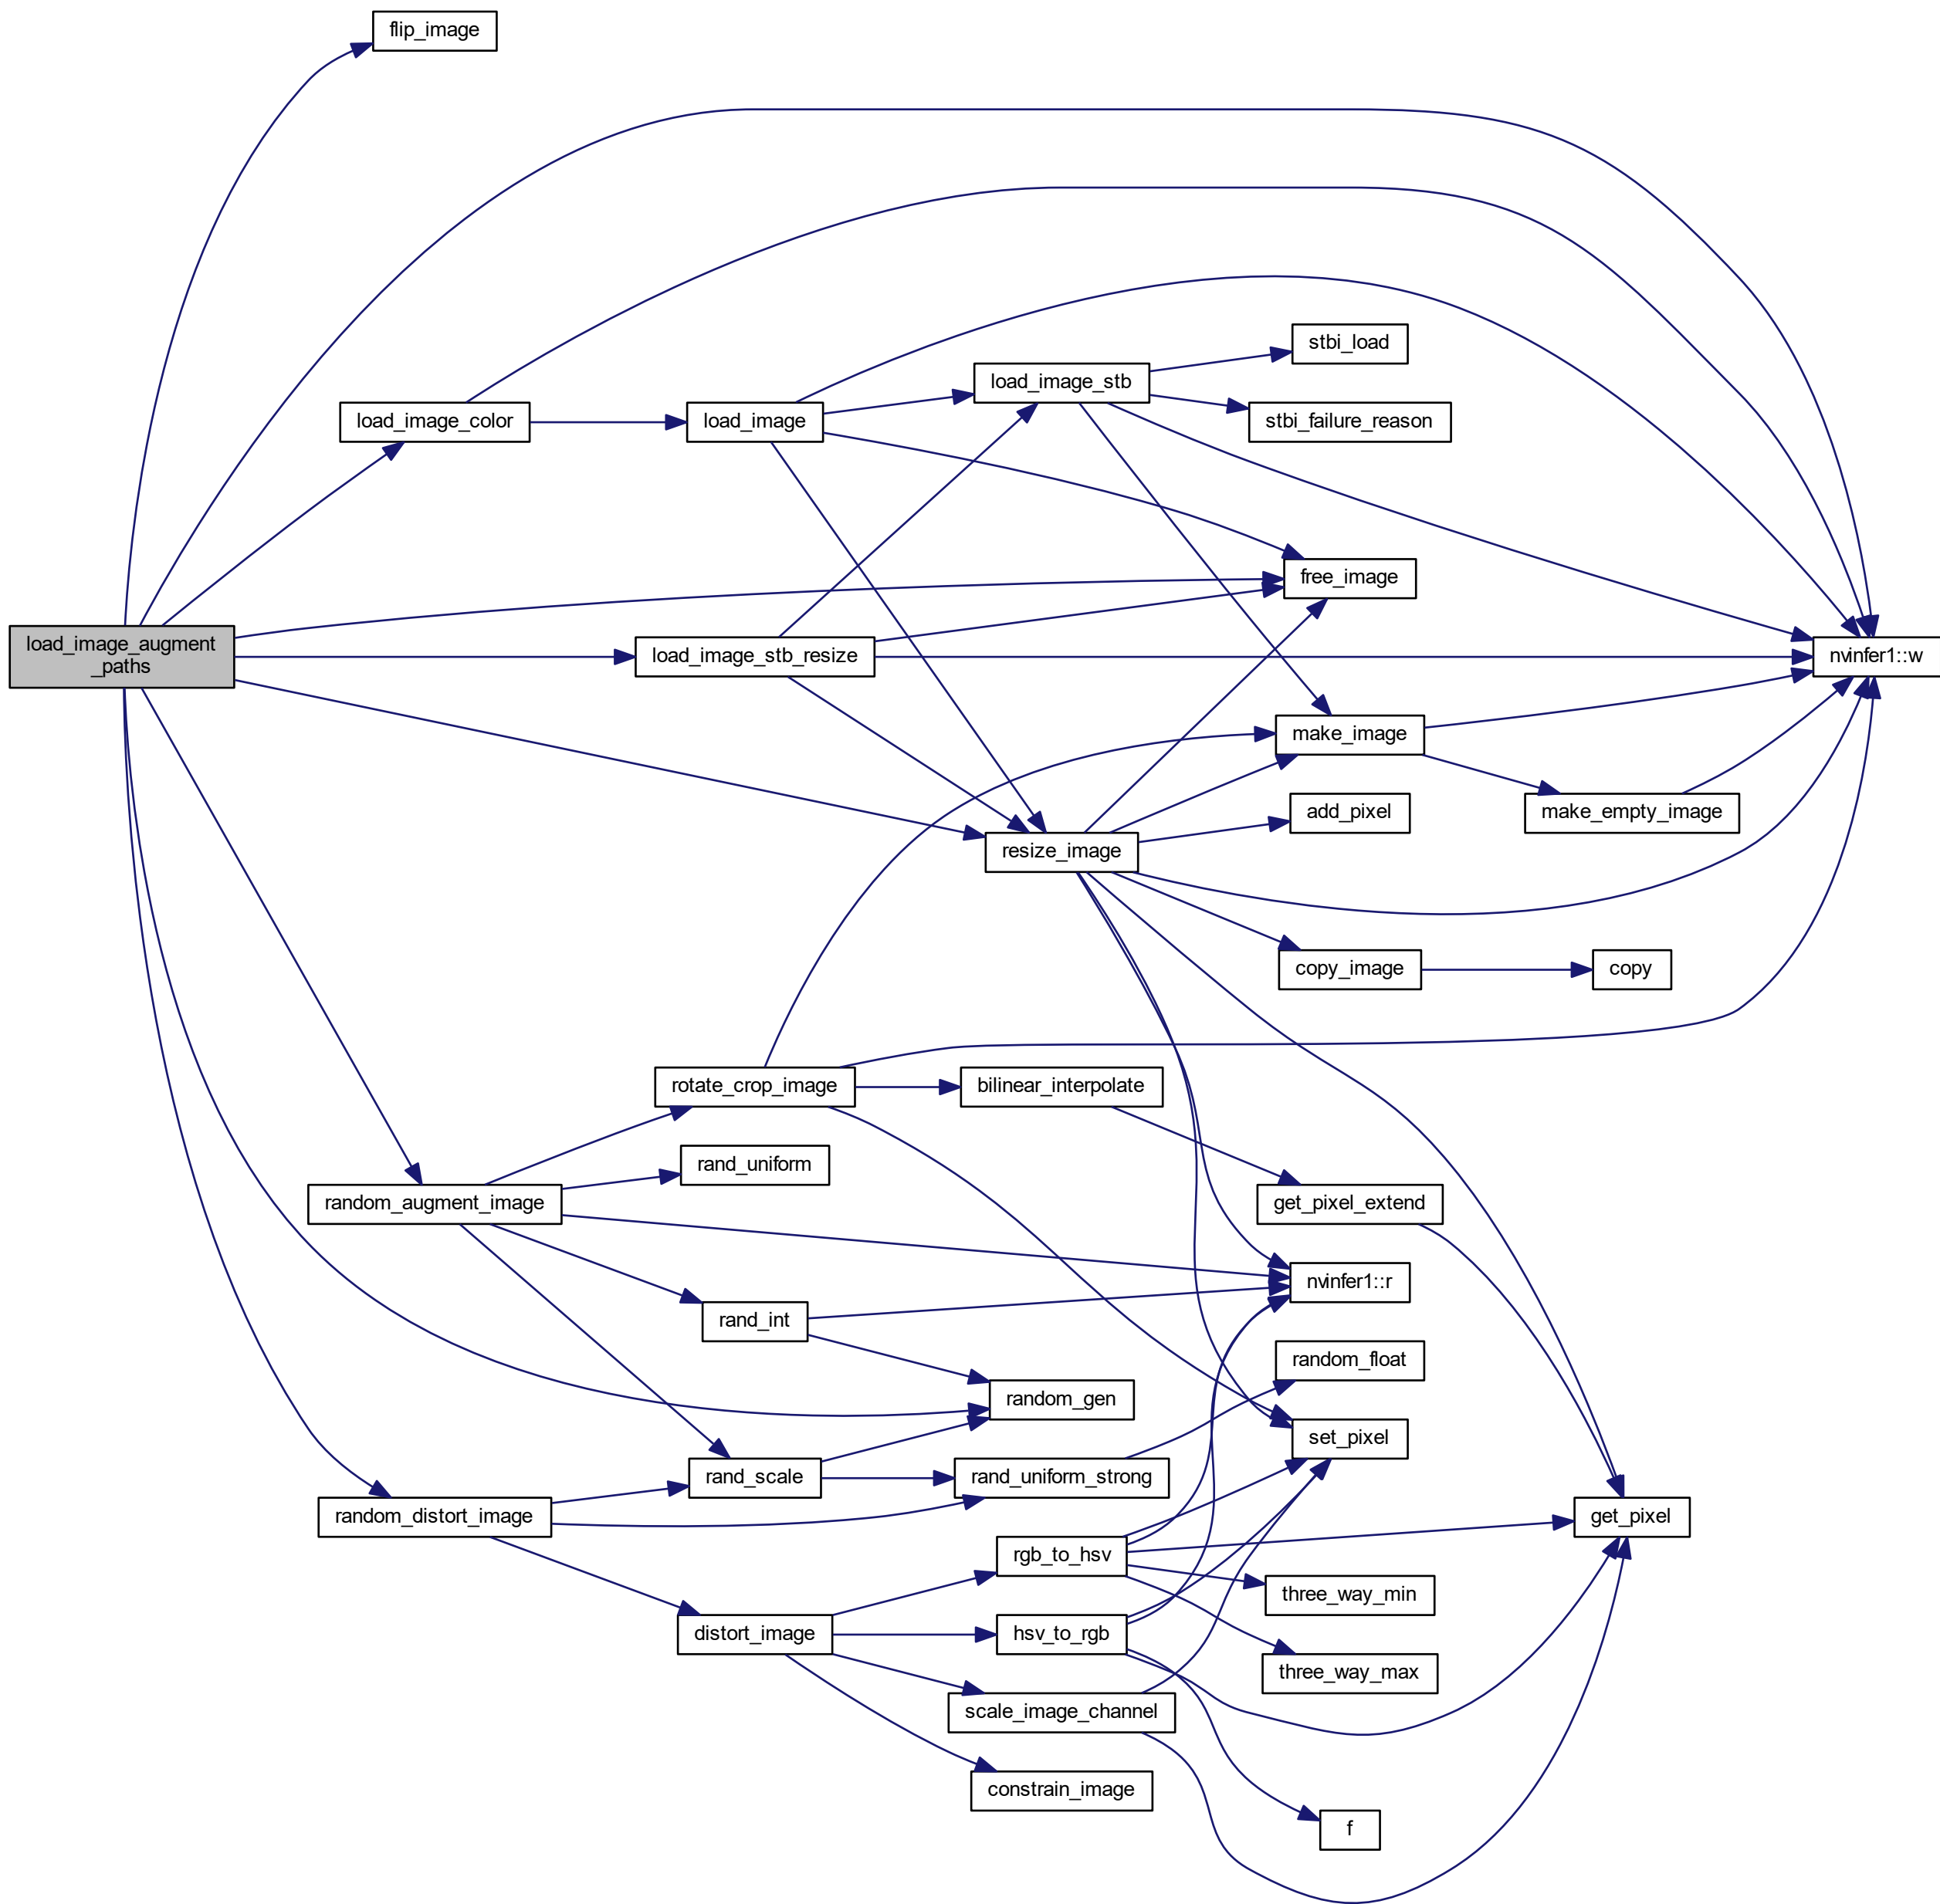 flip_image
stbi_load
load_image_stb
load_image_color
load_image
stbi_failure_reason
free_image
load_image_augment
_paths
load_image_stb_resize
nvinfer1::w
make_image
make_empty_image
add_pixel
resize_image
copy_image
copy
rotate_crop_image
bilinear_interpolate
rand_uniform
random_augment_image
get_pixel_extend
nvinfer1::r
rand_int
random_float
random_gen
set_pixel
rand_scale
rand_uniform_strong
random_distort_image
get_pixel
rgb_to_hsv
three_way_min
distort_image
hsv_to_rgb
three_way_max
scale_image_channel
constrain_image
f